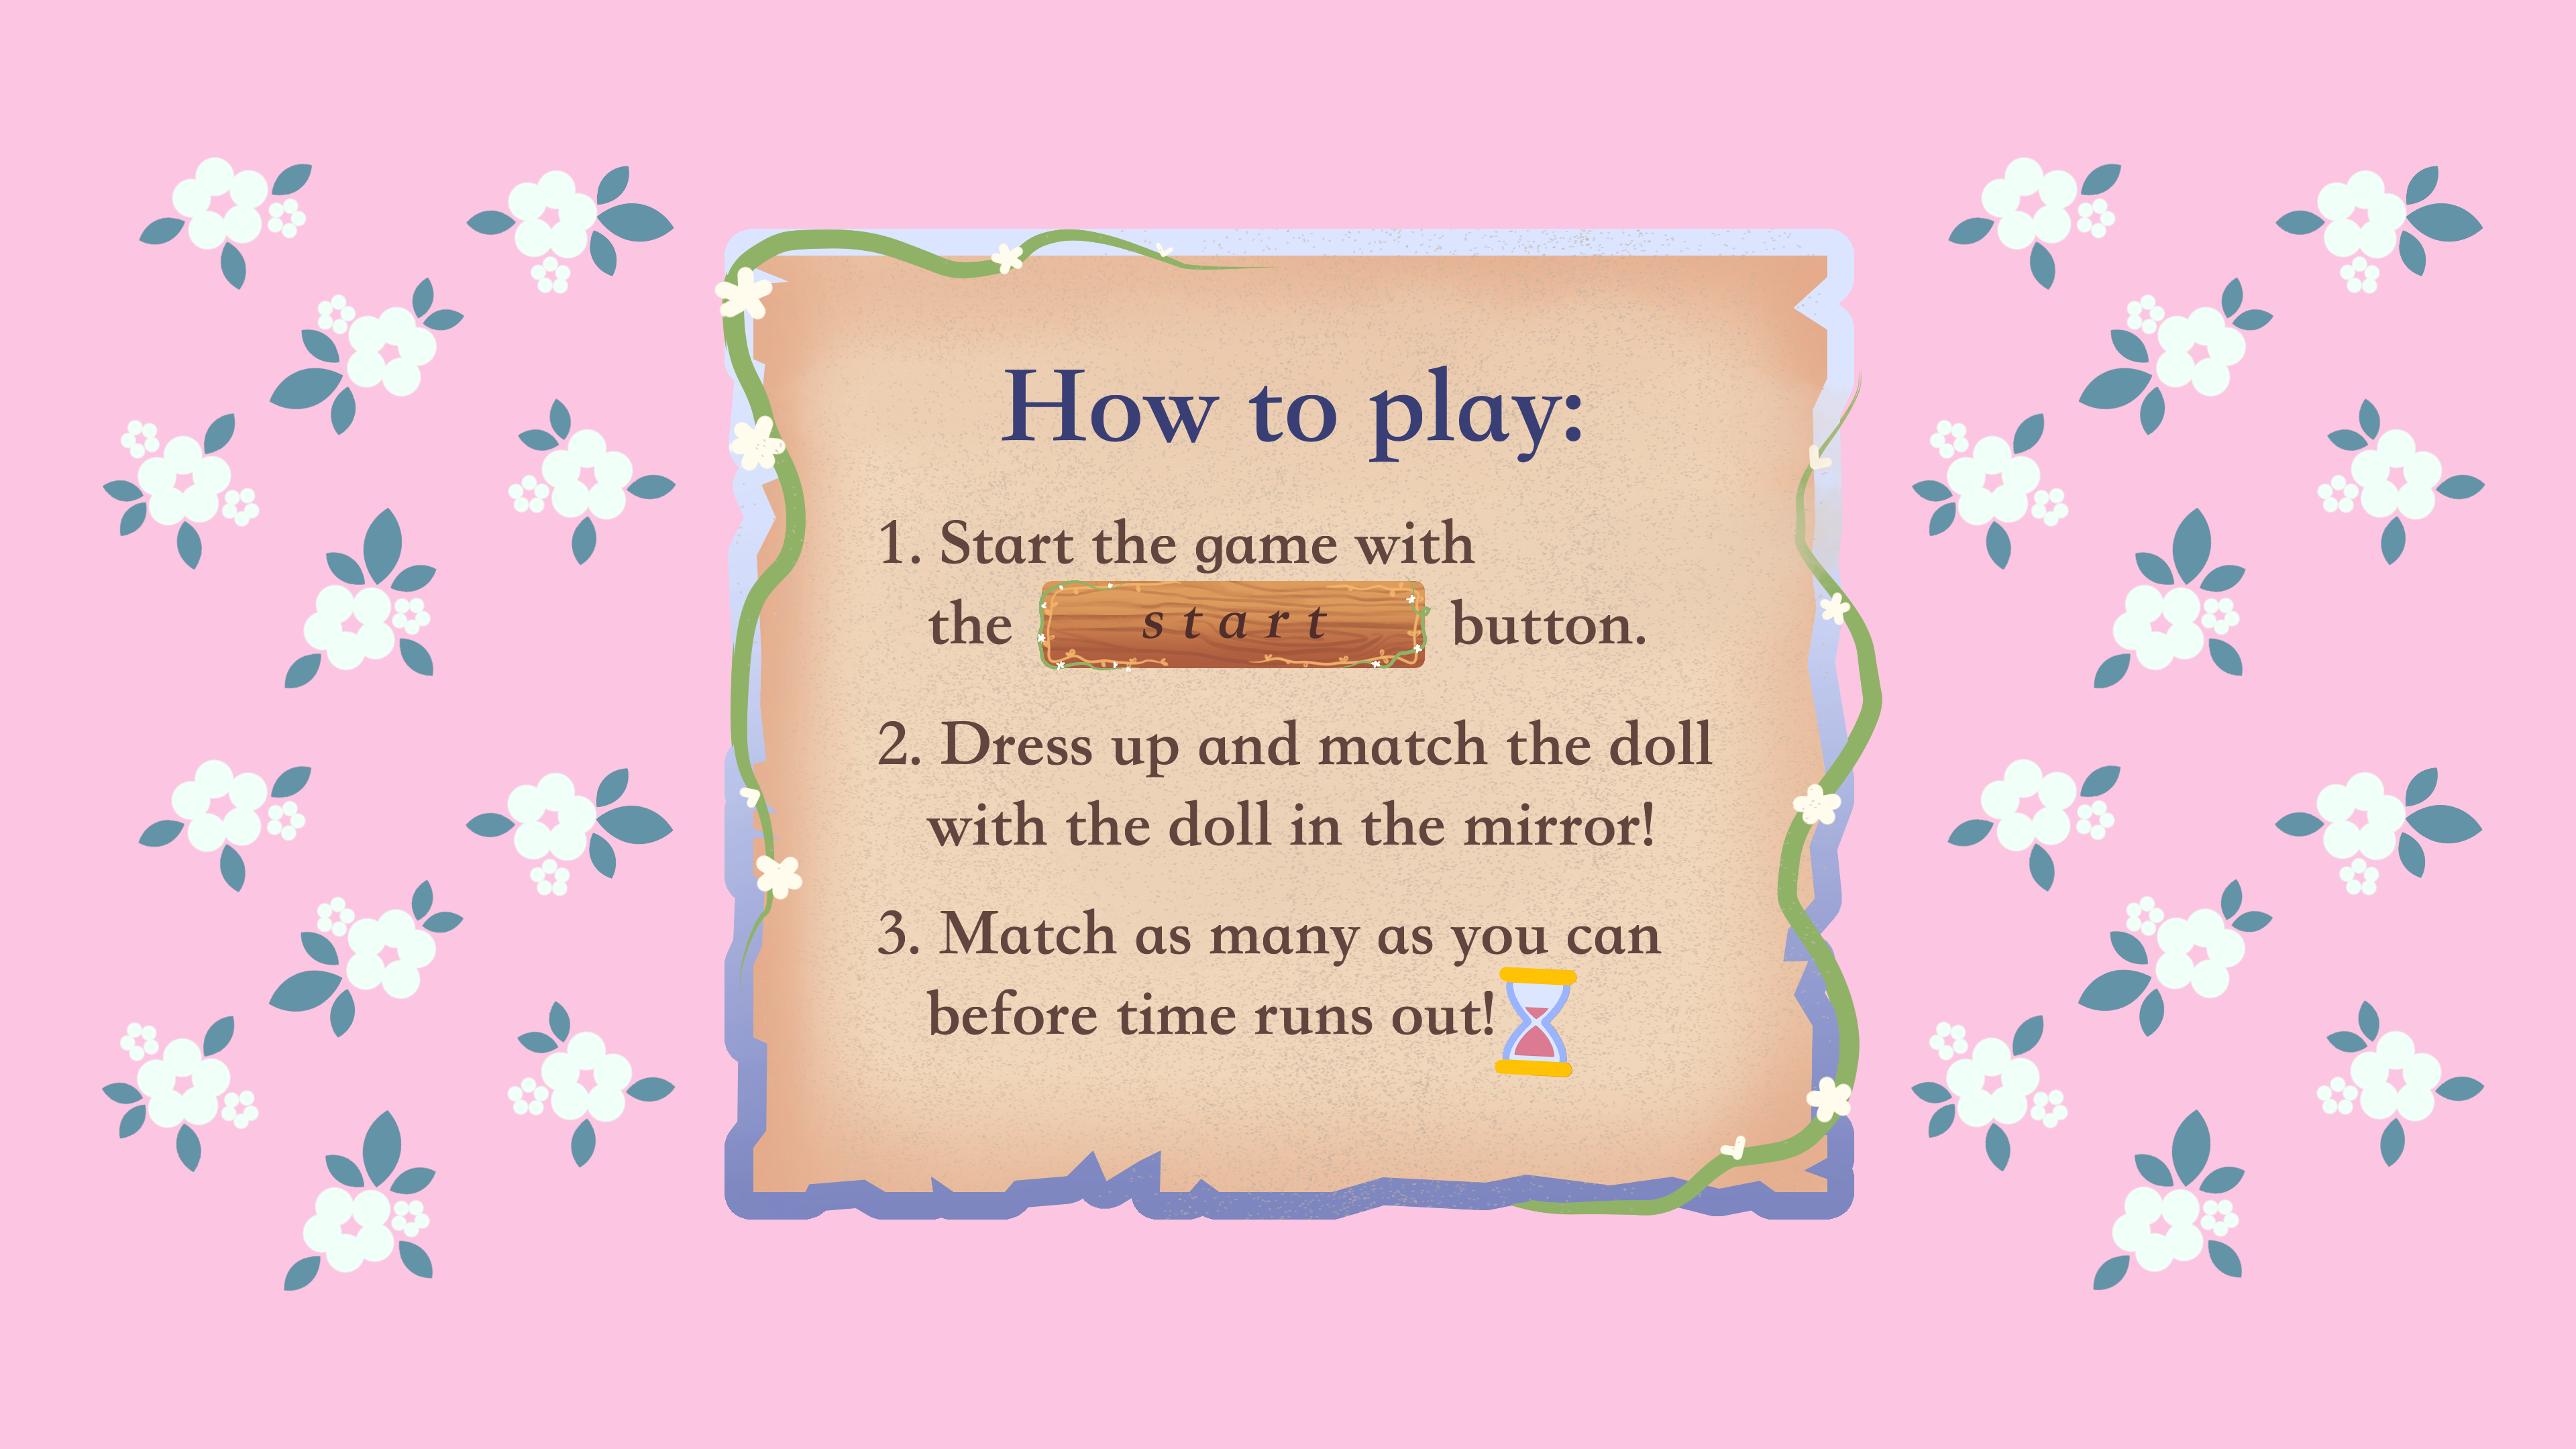 How to play:
1. Start the game with
the start button.
2. Dress up and match the doll
with the doll in the mirror!
3. Match as many as you can
before time runs out!